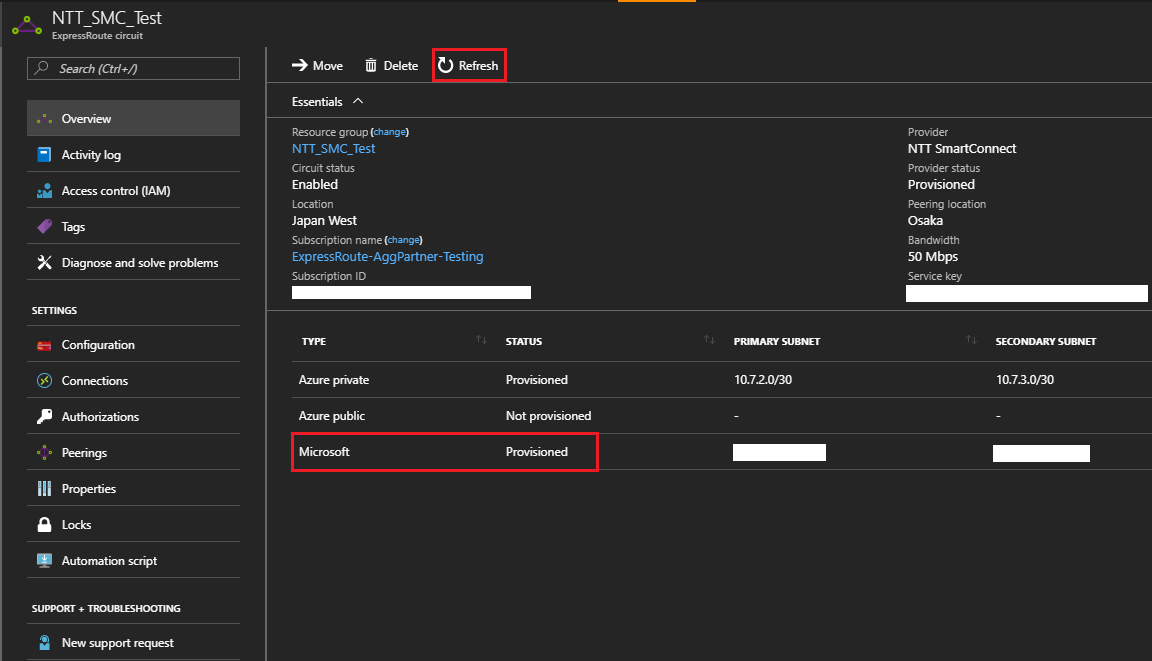 NTT_SMC_Test
ExpressRoute circuit
Search (Ctrl+/)
Overview
Activity log
Access control (IAM)
Tags
Diagnose and solve problems
SETTINGS
Configuration
Connections
Authorizations
Peerings
Properties
Locks
Automation script
SUPPORT + TROUBLESHOOTING
New support request
Move Delete Refresh
Essentials
Resource group (change)
NTT_SMC_Test
Circuit status
Enabled
Location
Japan West
Subscription name (change)
ExpressRoute-AggPartner-Testing
Subscription ID
Provider
NTT SmartConnect
Provider status
Provisioned
Peering location
Osaka
Bandwidth
50 Mbps
Service key
TYPE STATUS PRIMARY SUBNET SECONDARY SUBNET
Azure private Provisioned 10.7.2.0/30 10.7.3.0/30
Azure public Not provisioned - -
Microsoft Provisioned